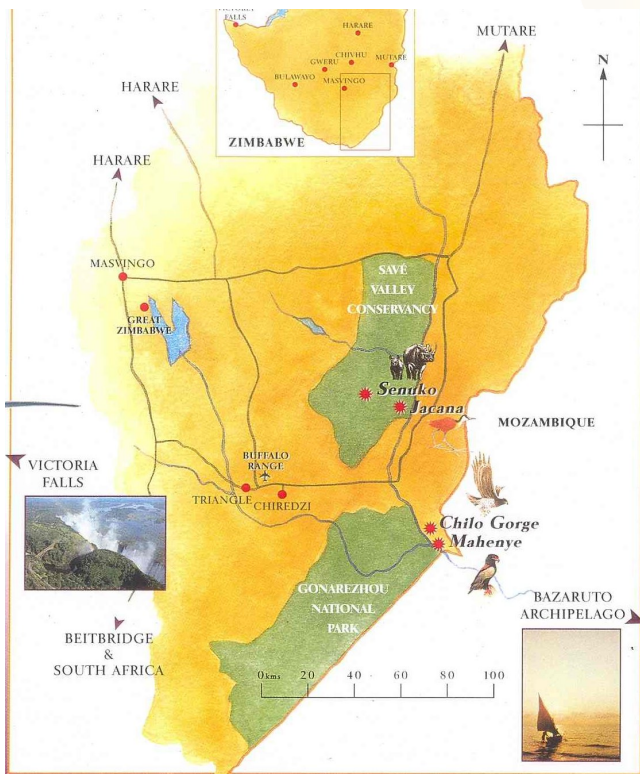 VICTORIA
FALLS
HARARE
CHIVHU
GWERU
MUTARE
BULAWAYO
MASVINGO
ZIMBABWE
MUTARE
N
HARARE
HARARE
MASVINGO
GREAT
ZIMBABWE
SAVÉ
VALLEY
CONSERVANCY
Senuko
Jacana
MOZAMBIQUE
VICTORIA
FALLS
BUFFALO
RANGE
TRIANGLE
CHIREDZI
Chilo Gorge
Mahenye
GONAREZHOU
NATIONAL
PARK
BAZARUTO
ARCHIPELAGO
BEITBRIDGE
&
SOUTH AFRICA
0kms 20 40 60 80 100